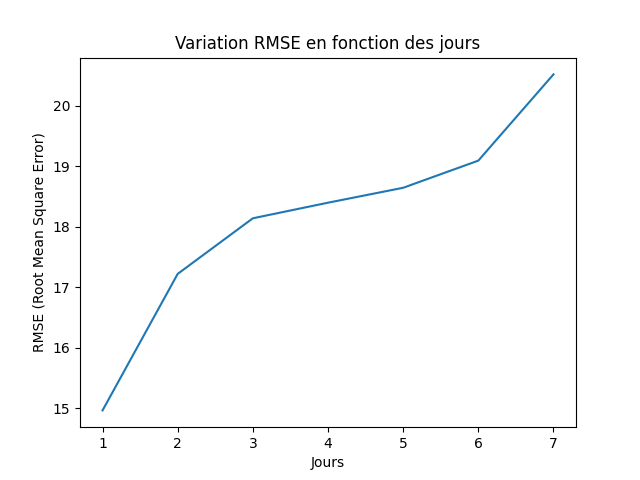 Variation RMSE en fonction des jours
RMSE (Root Mean Square Error)
20
19
18
17
16
15
1 2 3 4 5 6 7
Jours